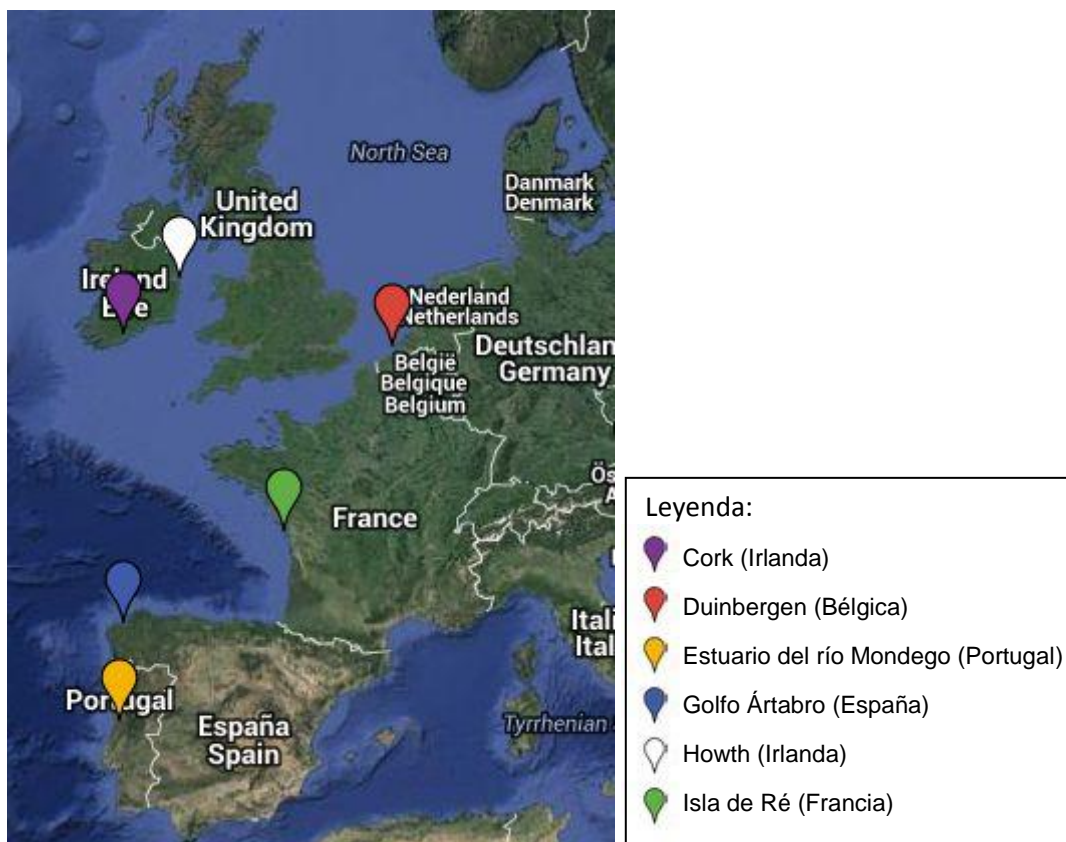 North Sea
Danmark
Denmark
United
Kingdom
Ireland
Nederland
Netherlands
Deutschlan
Germany
België
Belgique
Belgium
Ös
A
France
Itali
Ital
Portugal
España
Spain
Tyrrhenian
Leyenda:
Cork (Irlanda)
Duinbergen (Bélgica)
Estuario del río Mondego (Portugal)
Golfo Ártabro (España)
Howth (Irlanda)
Isla de Ré (Francia)